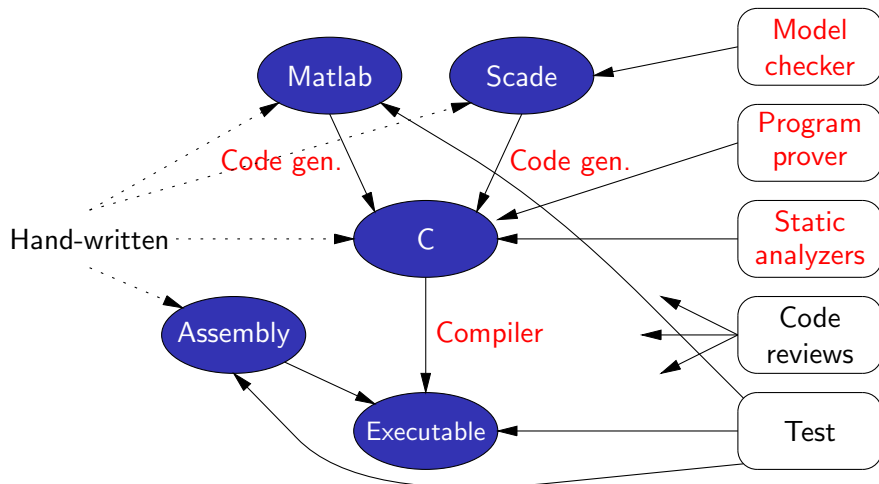 Matlab
Scade
Model
checker
Program
prover
Code gen.
Code gen.
Hand-written
C
Static
analyzers
Assembly
Compiler
Code
reviews
Executable
Test